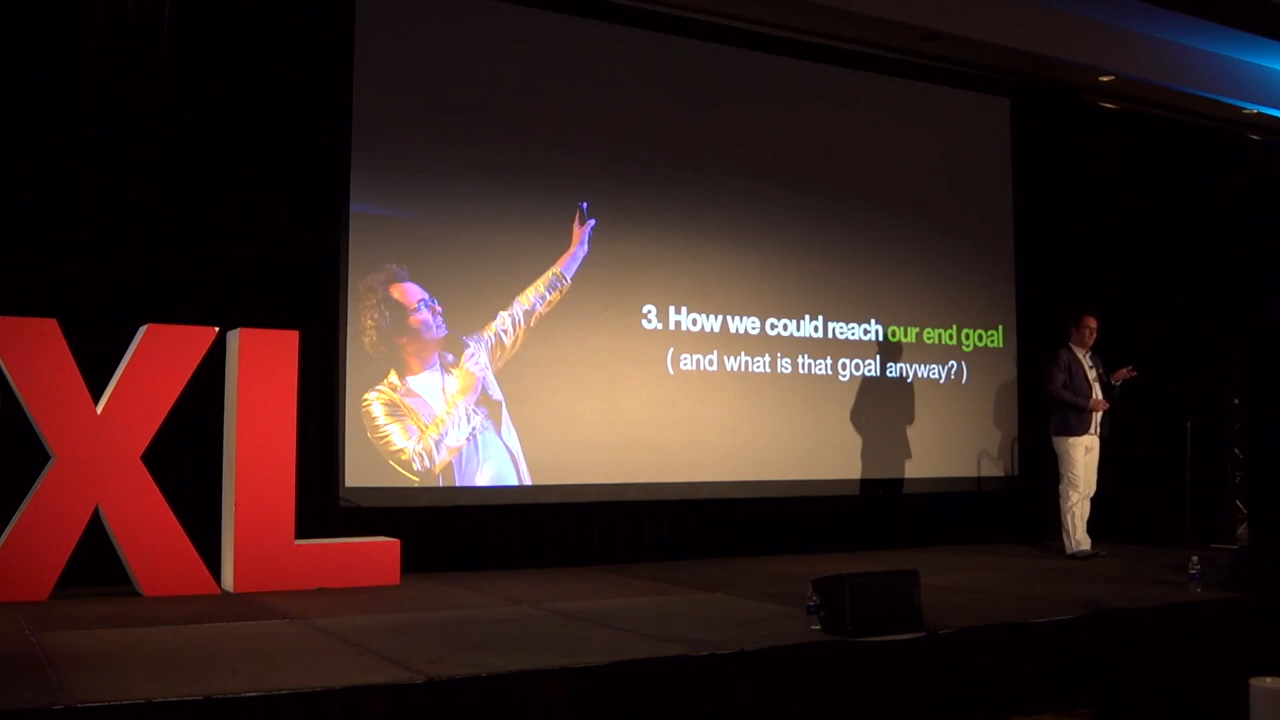 XL
3. How we could reach our end goal
( and what is that goal anyway? )